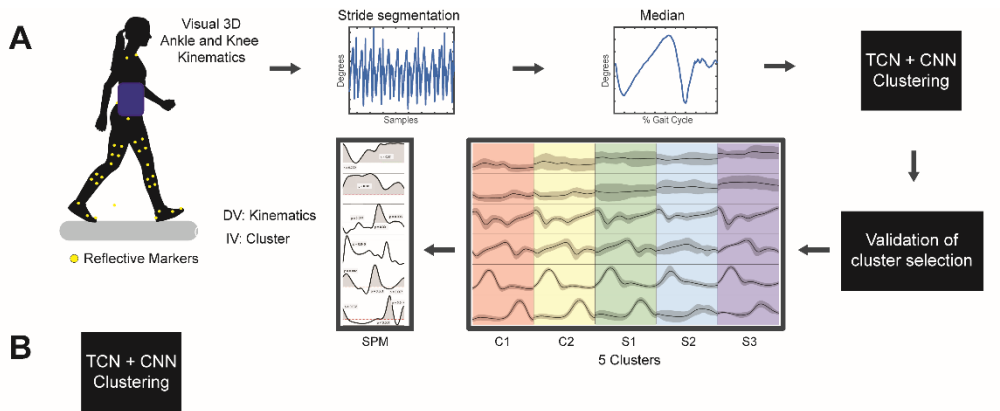 A
Visual 3D
Ankle and Knee
Kinematics
Stride segmentation
Degrees
Samples
Median
Degrees
% Gait Cycle
TCN + CNN
Clustering
Validation of
cluster selection
DV: Kinematics
IV: Cluster
Reflective Markers
SPM
C1 C2 S1 S2 S3
5 Clusters
B
TCN + CNN
Clustering